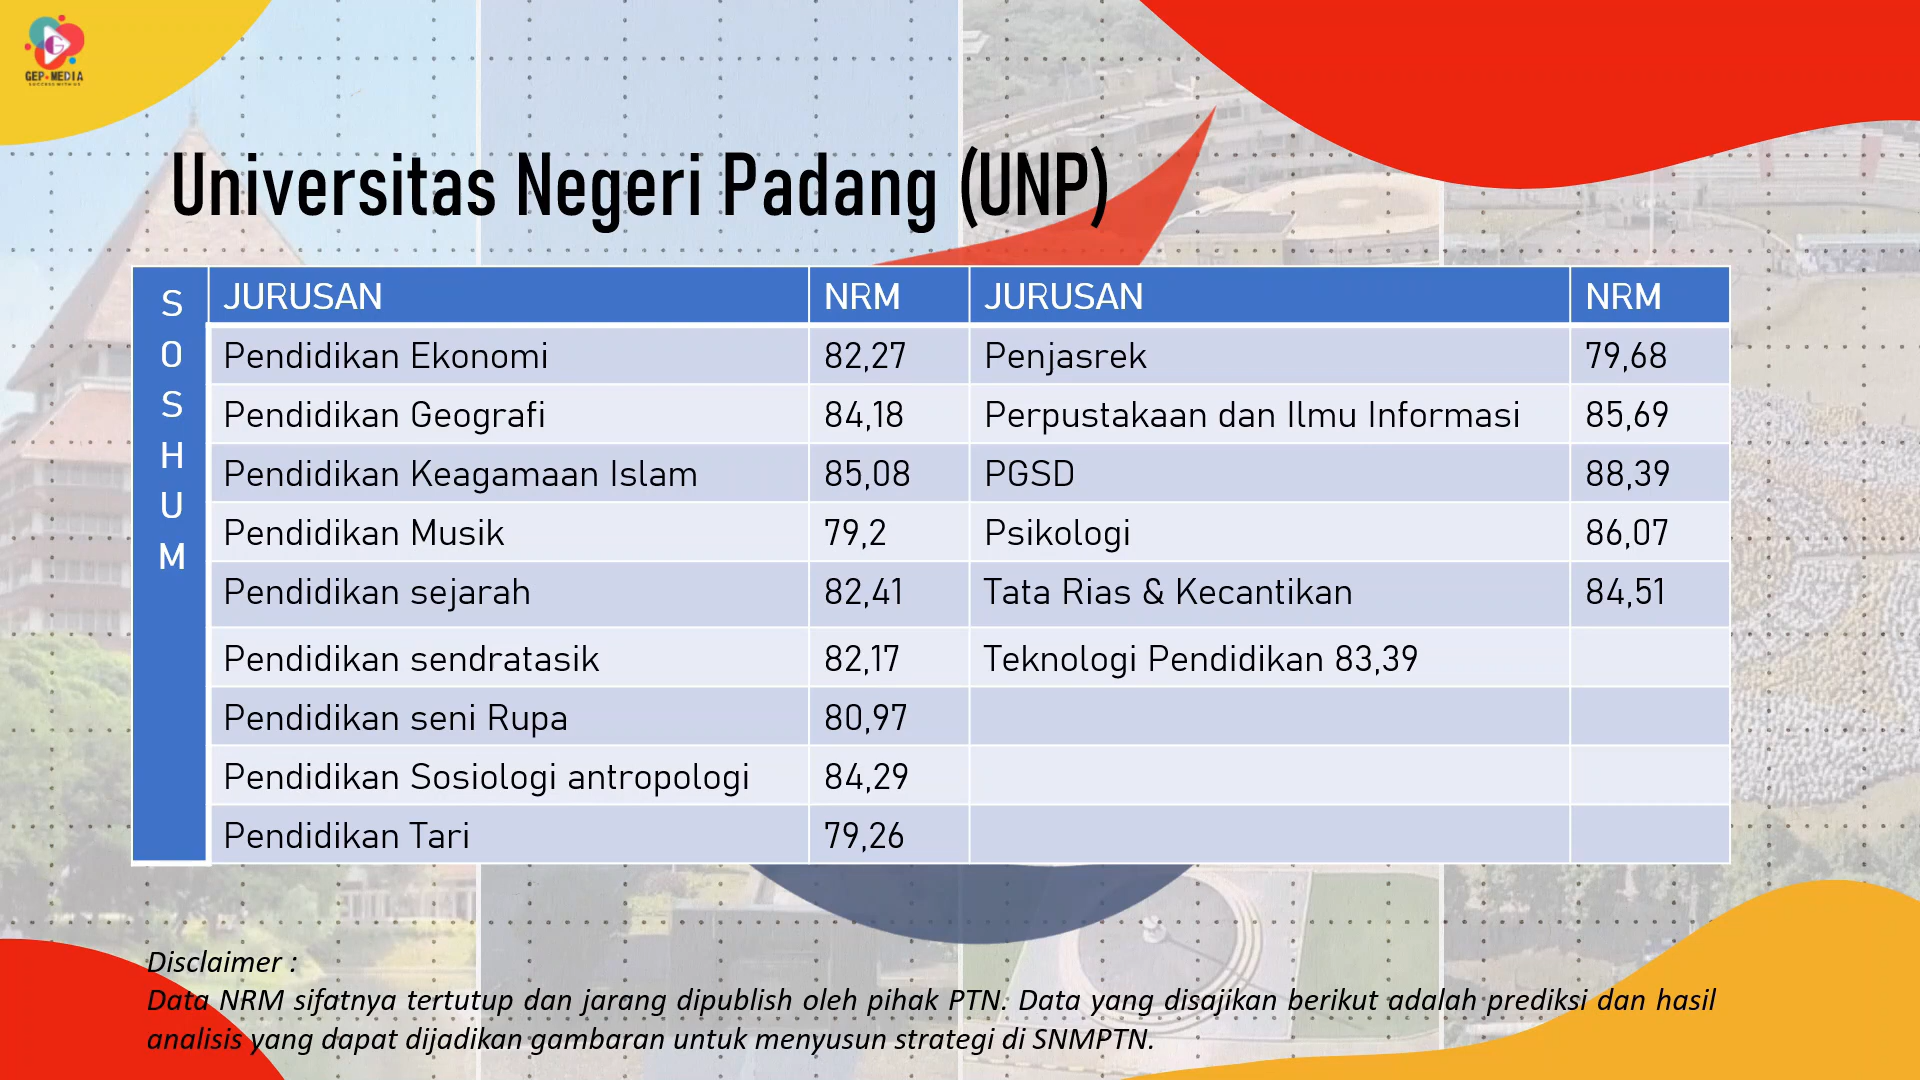 GEP MEDIA
SUCCESS WITH US
Universitas Negeri Padang (UNP)
SOSHUM
JURUSAN NRM JURUSAN NRM
Pendidikan Ekonomi 82,27 Penjasrek 79,68
Pendidikan Geografi 84,18 Perpustakaan dan Ilmu Informasi 85,69
Pendidikan Keagamaan Islam 85,08 PGSD 88,39
Pendidikan Musik 79,2 Psikologi 86,07
Pendidikan sejarah 82,41 Tata Rias & Kecantikan 84,51
Pendidikan sendratasik 82,17 Teknologi Pendidikan 83,39
Pendidikan seni Rupa 80,97
Pendidikan Sosiologi antropologi 84,29
Pendidikan Tari 79,26
Disclaimer :
Data NRM sifatnya tertutup dan jarang dipublish oleh pihak PTN. Data yang disajikan berikut adalah prediksi dan hasil
analisis yang dapat dijadikan gambaran untuk menyusun strategi di SNMPTN.